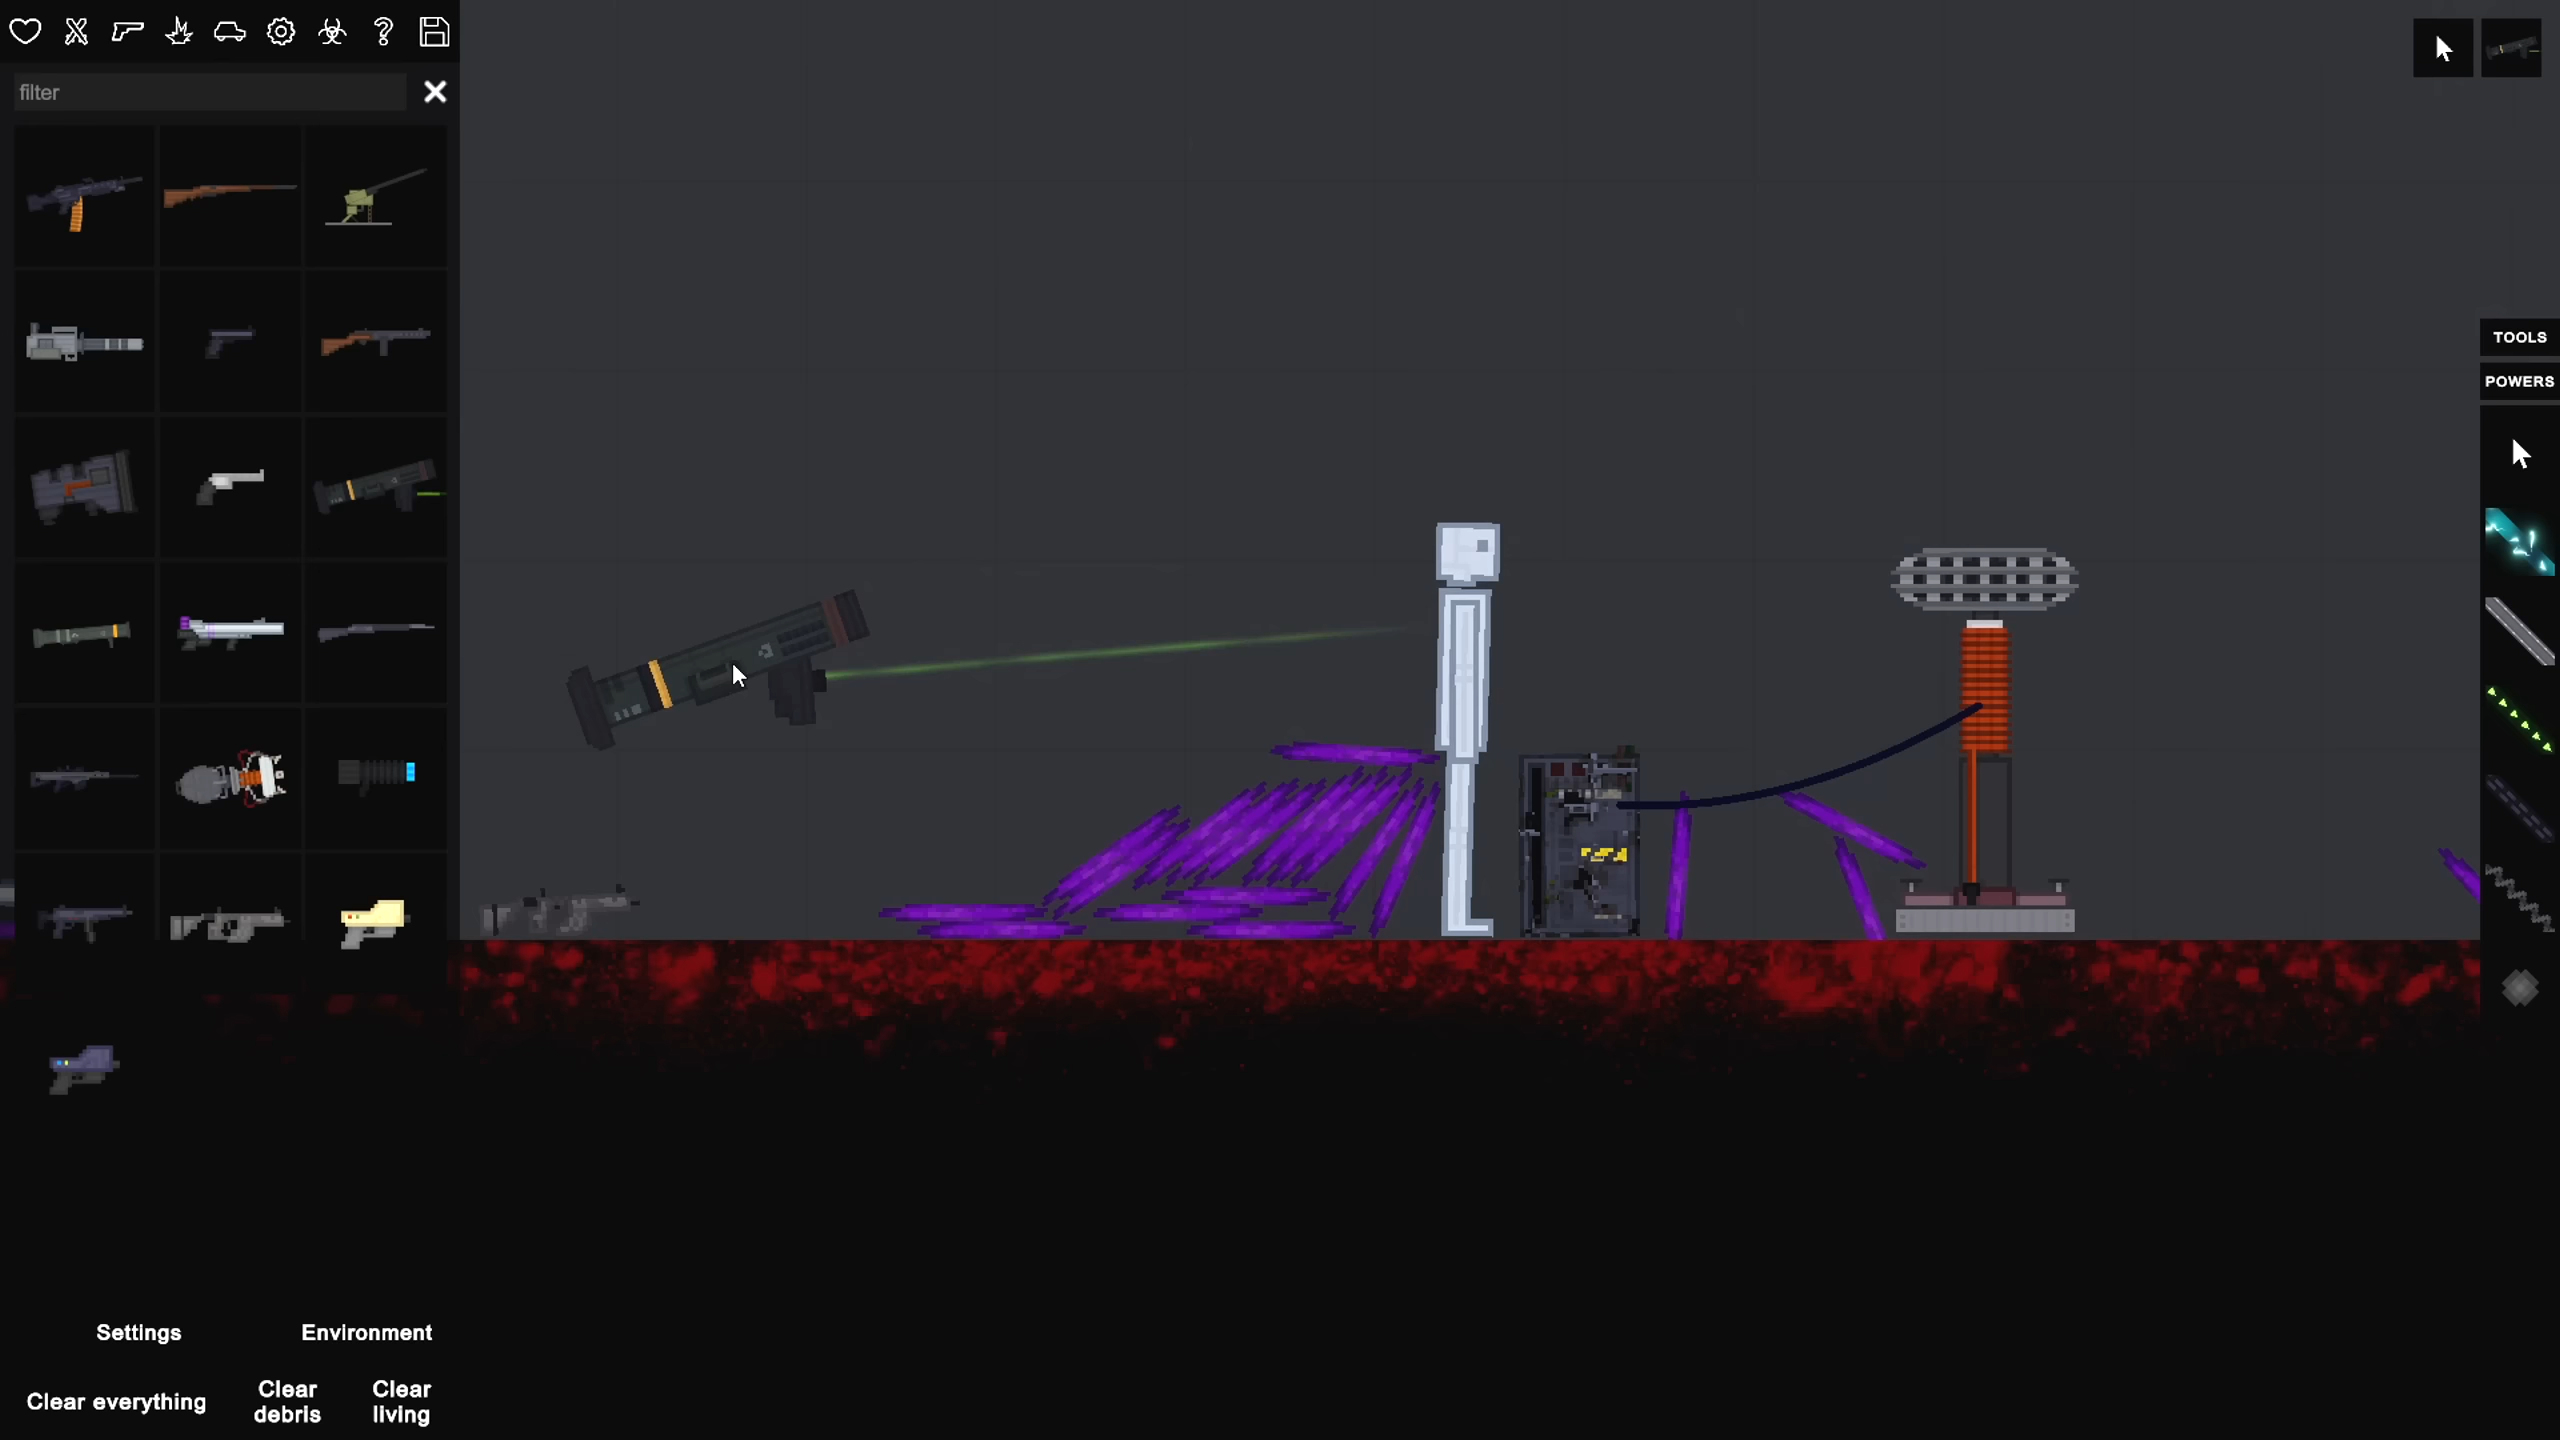 filter
TOOLS
POWERS
Settings
Environment
Clear everything
Clear
debris
Clear
living